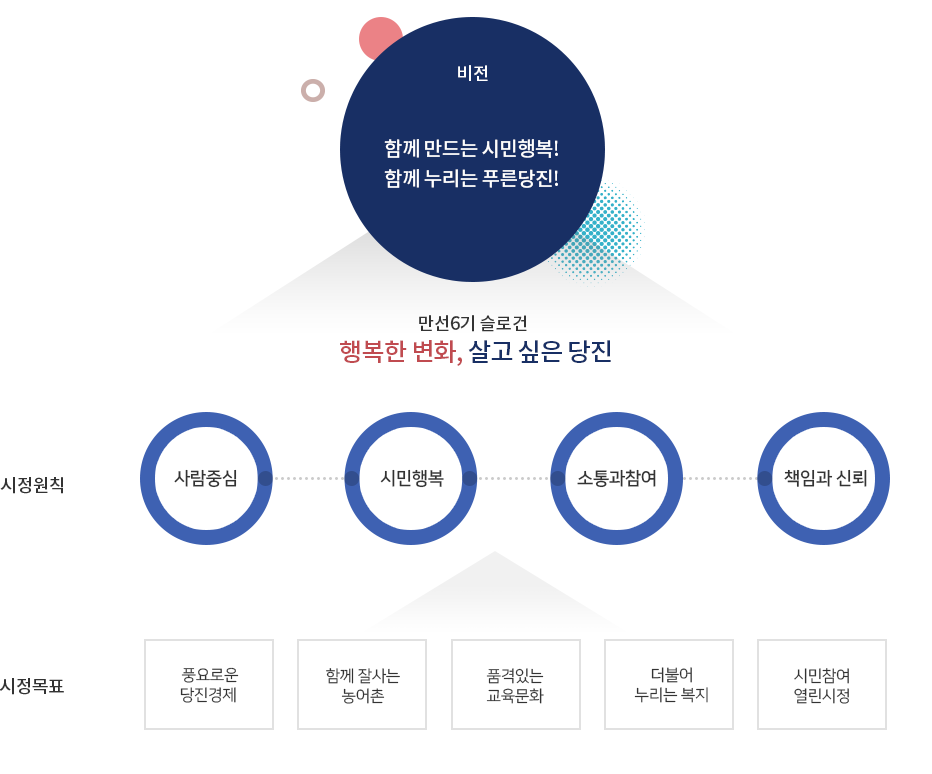 비전
함께 만드는 시민행복!
함께 누리는 푸른당진!
만선6기 슬로건
행복한 변화, 살고 싶은 당진
시정원칙
사람중심
시민행복
소통과참여
책임과 신뢰
시정목표
풍요로운
당진경제
함께 잘사는
농어촌
품격있는
교육문화
더불어
누리는 복지
시민참여
열린시정